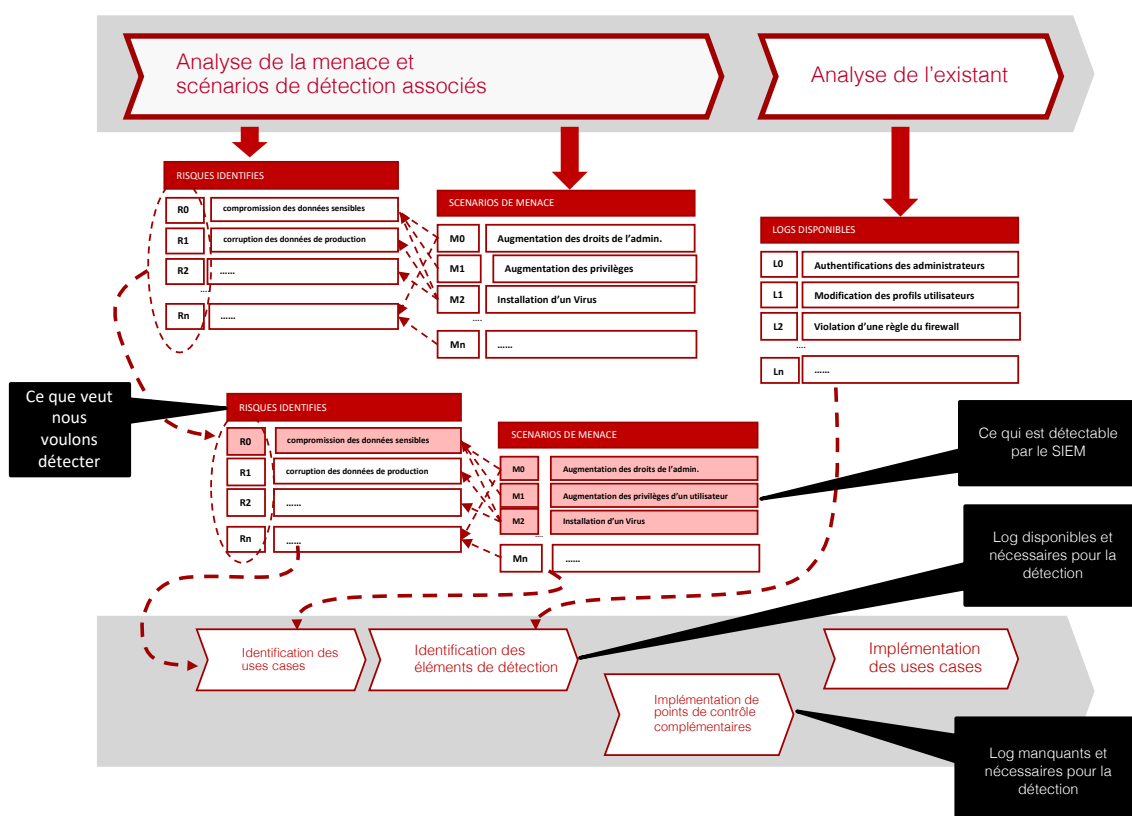 Analyse de la menace et
scénarios de détection associés
Analyse de l'existant
RISQUES IDENTIFIES
R0 compromission des données sensibles
R1 corruption des données de production
R2 ......
....
Rn ......
SCENARIOS DE MENACE
M0 Augmentation des droits de l'admin.
M1 Augmentation des privilèges
M2 Installation d'un Virus
....
Mn ......
LOGS DISPONIBLES
L0 Authentifications des administrateurs
L1 Modification des profils utilisateurs
L2 Violation d'une règle du firewall
....
Ln ......
Ce que veut
nous
voulons
détecter
RISQUES IDENTIFIES
R0 compromission des données sensibles
R1 corruption des données de production
R2 ......
Rn ......
SCENARIOS DE MENACE
M0 Augmentation des droits de l'admin.
M1 Augmentation des privilèges d'un utilisateur
M2 Installation d'un Virus
....
Mn ......
Ce qui est détectable
par le SIEM
Log disponibles et
nécessaires pour la
détection
Identification des
uses cases
Identification des
éléments de détection
Implémentation de
points de contrôle
complémentaires
Implémentation
des uses cases
Log manquants et
nécessaires pour la
détection